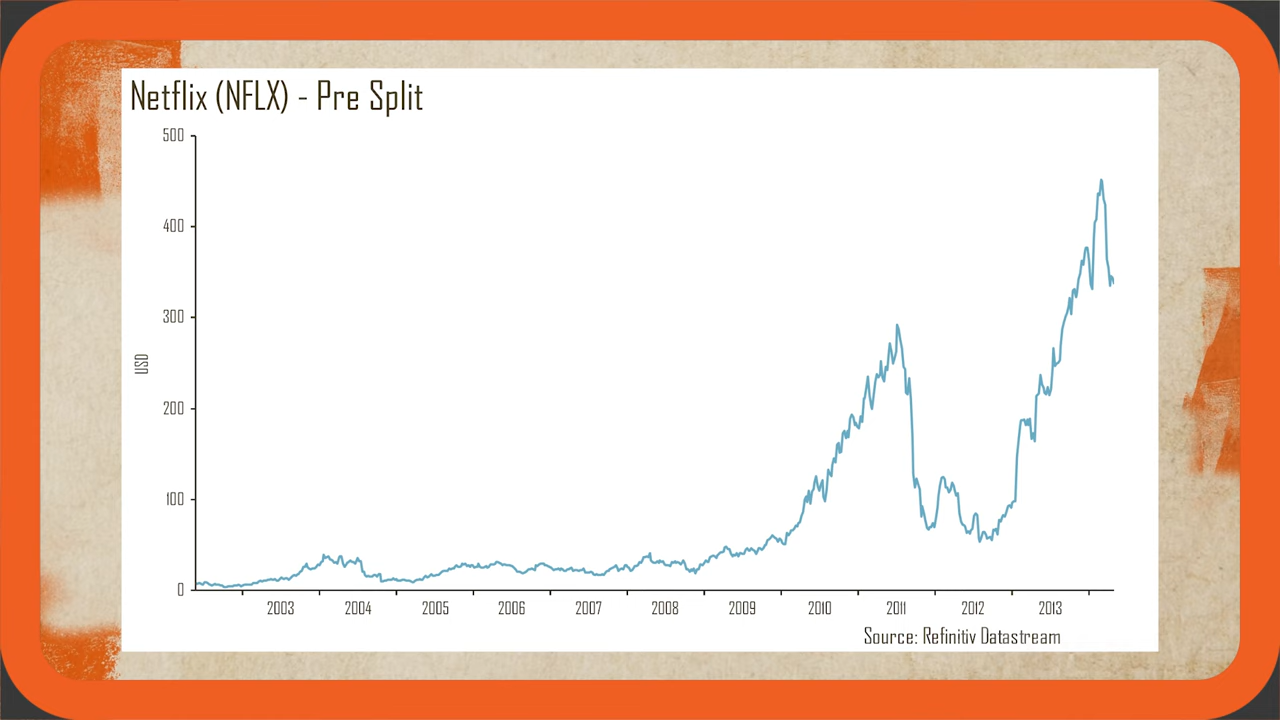 Netflix (NFLX) - Pre Split
500
400
300
200
100
0
USD
2003 2004 2005 2006 2007 2008 2009 2010 2011 2012 2013
Source: Refinitiv Datastream